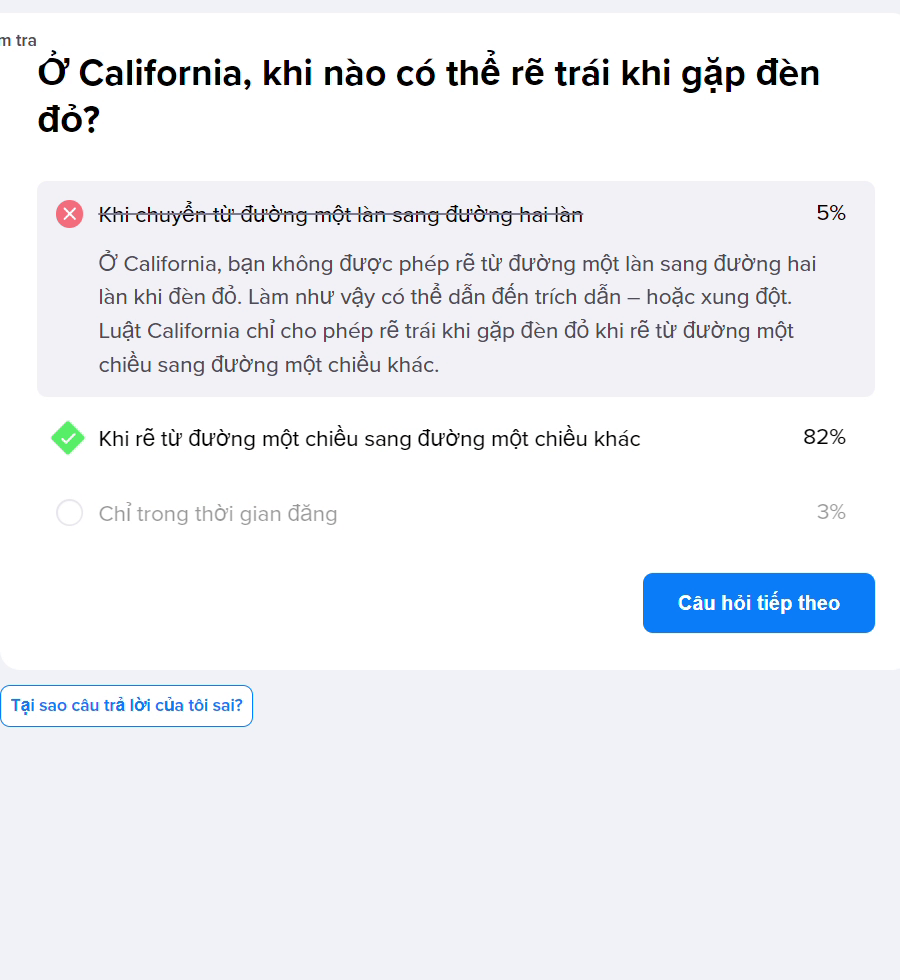 m tra
Ở California, khi nào có thể rẽ trái khi gặp đèn
đỏ?
Khi chuyển từ đường một làn sang đường hai làn 5%
Ở California, bạn không được phép rẽ từ đường một làn sang đường hai
làn khi đèn đỏ. Làm như vậy có thể dẫn đến trích dẫn – hoặc xung đột.
Luật California chỉ cho phép rẽ trái khi gặp đèn đỏ khi rẽ từ đường một
chiều sang đường một chiều khác.
Khi rẽ từ đường một chiều sang đường một chiều khác 82%
Chỉ trong thời gian đăng 3%
Câu hỏi tiếp theo
Tại sao câu trả lời của tôi sai?